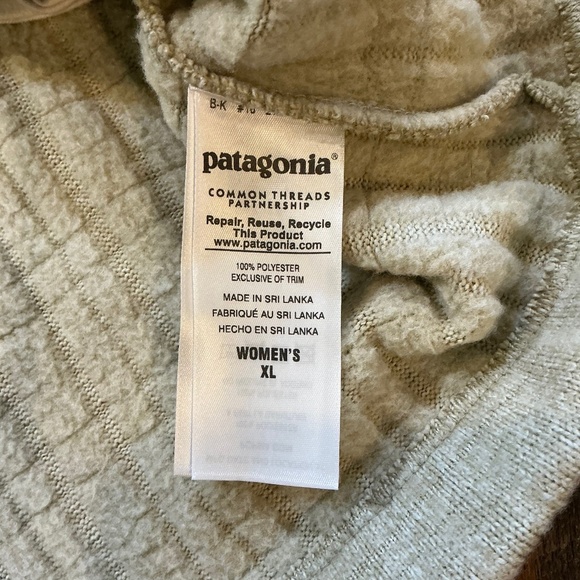 B-K
patagonia®
COMMON THREADS
PARTNERSHIP
Repair, Reuse, Recycle
This Product
www.patagonia.com
100% POLYESTER
EXCLUSIVE OF TRIM
MADE IN SRI LANKA
FABRIQUÉ AU SRI LANKA
HECHO EN SRI LANKA
WOMEN'S
XL